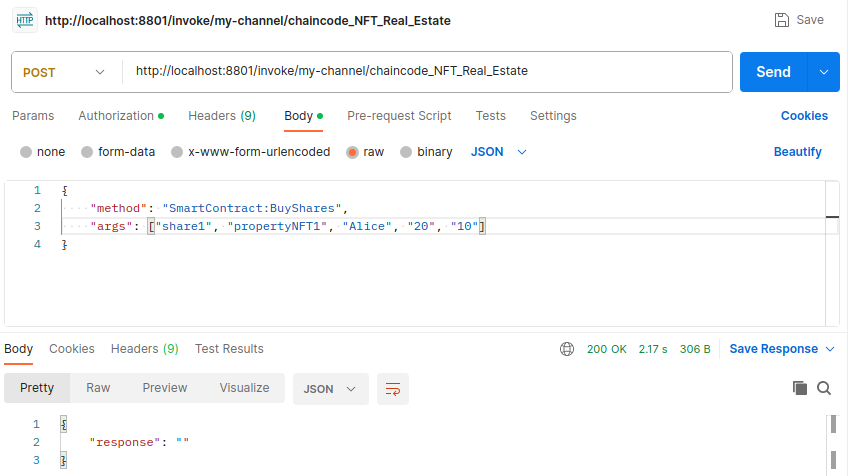 HTTP http://localhost:8801/invoke/my-channel/chaincode_NFT_Real_Estate Save
POST http://localhost:8801/invoke/my-channel/chaincode_NFT_Real_Estate Send
Params Authorization Headers (9) Body Pre-request Script Tests Settings Cookies
none form-data x-www-form-urlencoded raw binary JSON Beautify
1 {
2 "method": "SmartContract:BuyShares",
3 "args": ["share1", "propertyNFT1", "Alice", "20", "10"]
4 }
Body Cookies Headers (9) Test Results 200 OK 2.17 s 306 B Save Response
Pretty Raw Preview Visualize JSON
1 {
2 "response": ""
3 }